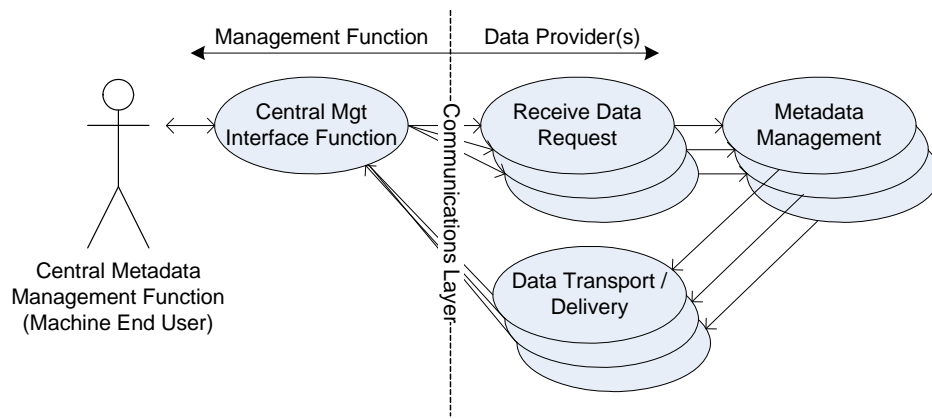 Management Function
Data Provider(s)
Central Mgt
Interface Function
Receive Data
Request
Metadata
Management
Communications Layer
Central Metadata
Management Function
(Machine End User)
Data Transport /
Delivery